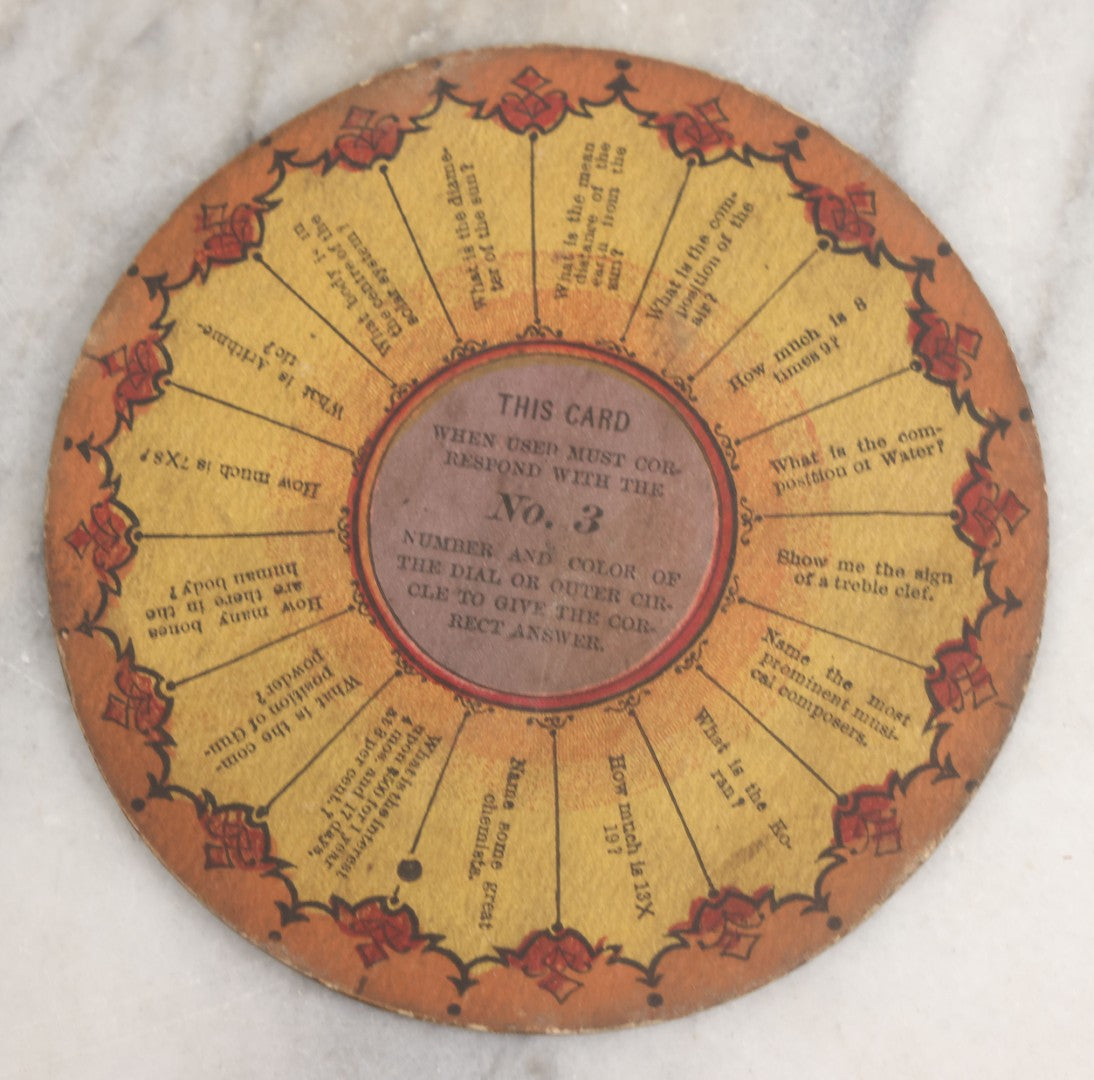 THIS CARD
WHEN USED MUST COR-
RESPOND WITH THE
No. 3
NUMBER AND COLOR OF
THE DIAL OR OUTER CIR-
CLE TO GIVE THE COR-
RECT ANSWER.
What is the mean
distance of the
earth from the
sun?
What is the com-
position of the
air?
How much is 8
times 9?
What is the com-
position of Water?
Show me the sign
of a treble clef.
Name the most
prominent musi-
cal composers.
What is the Ko-
ran?
How much is 13X
19?
Name some great
chemists.
What is the interest
upon $500 for 1 year
4 mos. and 17 days,
at 8 per cent.?
What is the com-
position of Gun-
powder?
How many bones
are there in the
human body?
How much is 7X8?
What is Arithme-
tic?
What body is in
the centre of the
solar system?
What is the diame-
ter of the sun?